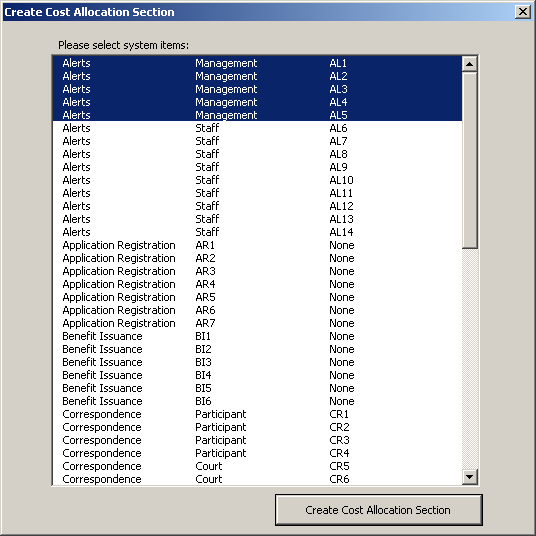 Create Cost Allocation Section
Please select system items:
Alerts Management AL1
Alerts Management AL2
Alerts Management AL3
Alerts Management AL4
Alerts Management AL5
Alerts Staff AL6
Alerts Staff AL7
Alerts Staff AL8
Alerts Staff AL9
Alerts Staff AL10
Alerts Staff AL11
Alerts Staff AL12
Alerts Staff AL13
Alerts Staff AL14
Application Registration AR1 None
Application Registration AR2 None
Application Registration AR3 None
Application Registration AR4 None
Application Registration AR5 None
Application Registration AR6 None
Application Registration AR7 None
Benefit Issuance BI1 None
Benefit Issuance BI2 None
Benefit Issuance BI3 None
Benefit Issuance BI4 None
Benefit Issuance BI5 None
Benefit Issuance BI6 None
Correspondence Participant CR1
Correspondence Participant CR2
Correspondence Participant CR3
Correspondence Participant CR4
Correspondence Court CR5
Correspondence Court CR6
Create Cost Allocation Section